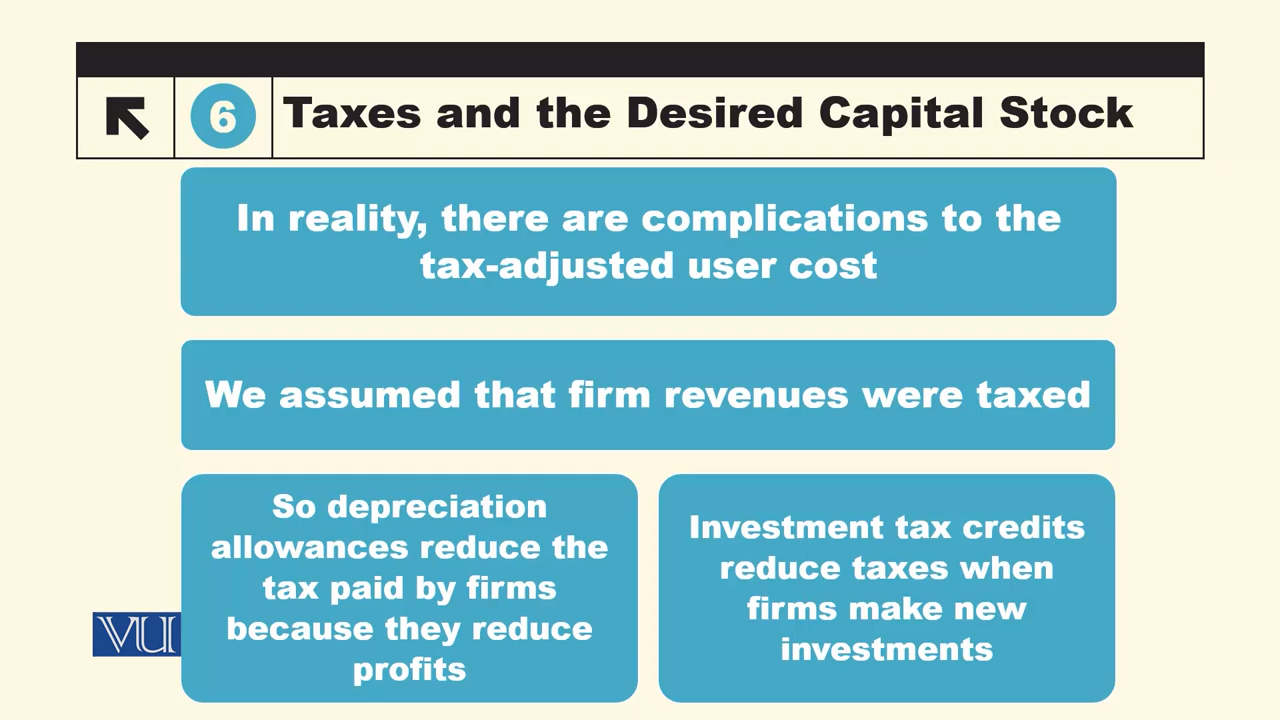 6
Taxes and the Desired Capital Stock
In reality, there are complications to the
tax-adjusted user cost
We assumed that firm revenues were taxed
So depreciation
allowances reduce the
tax paid by firms
because they reduce
profits
Investment tax credits
reduce taxes when
firms make new
investments
VU